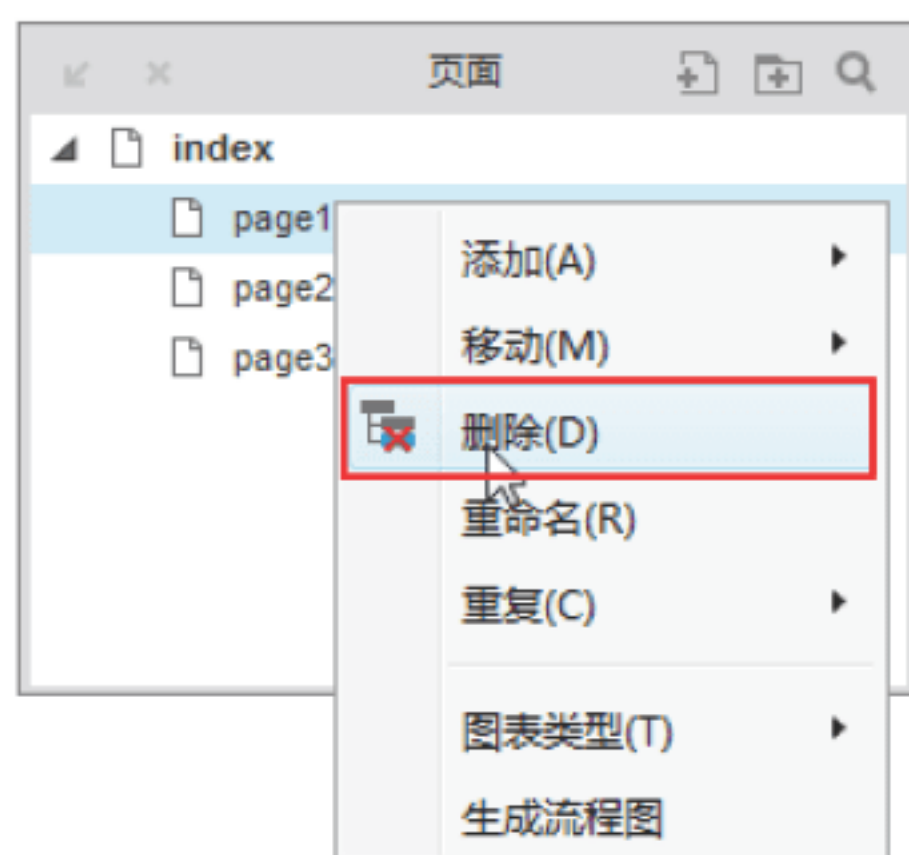 页面
index
page1
page2
page3
添加(A)
移动(M)
删除(D)
重命名(R)
重复(C)
图表类型(T)
生成流程图